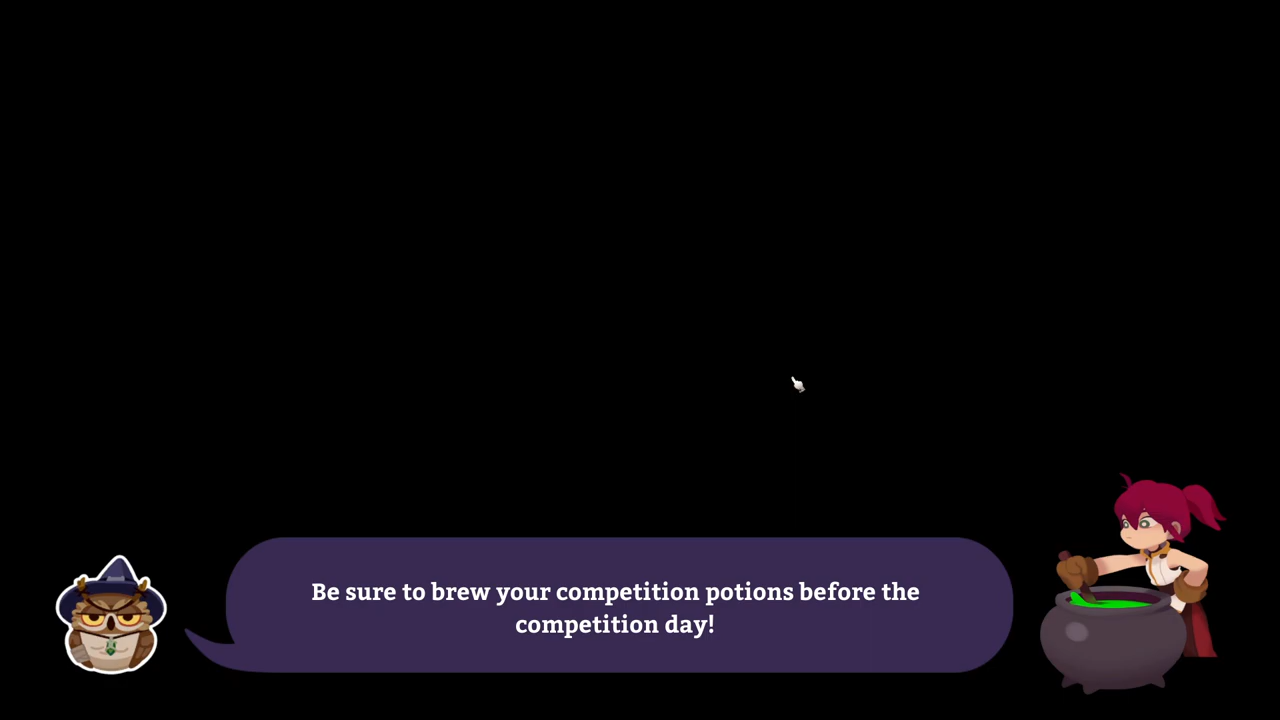 Be sure to brew your competition potions before the
competition day!